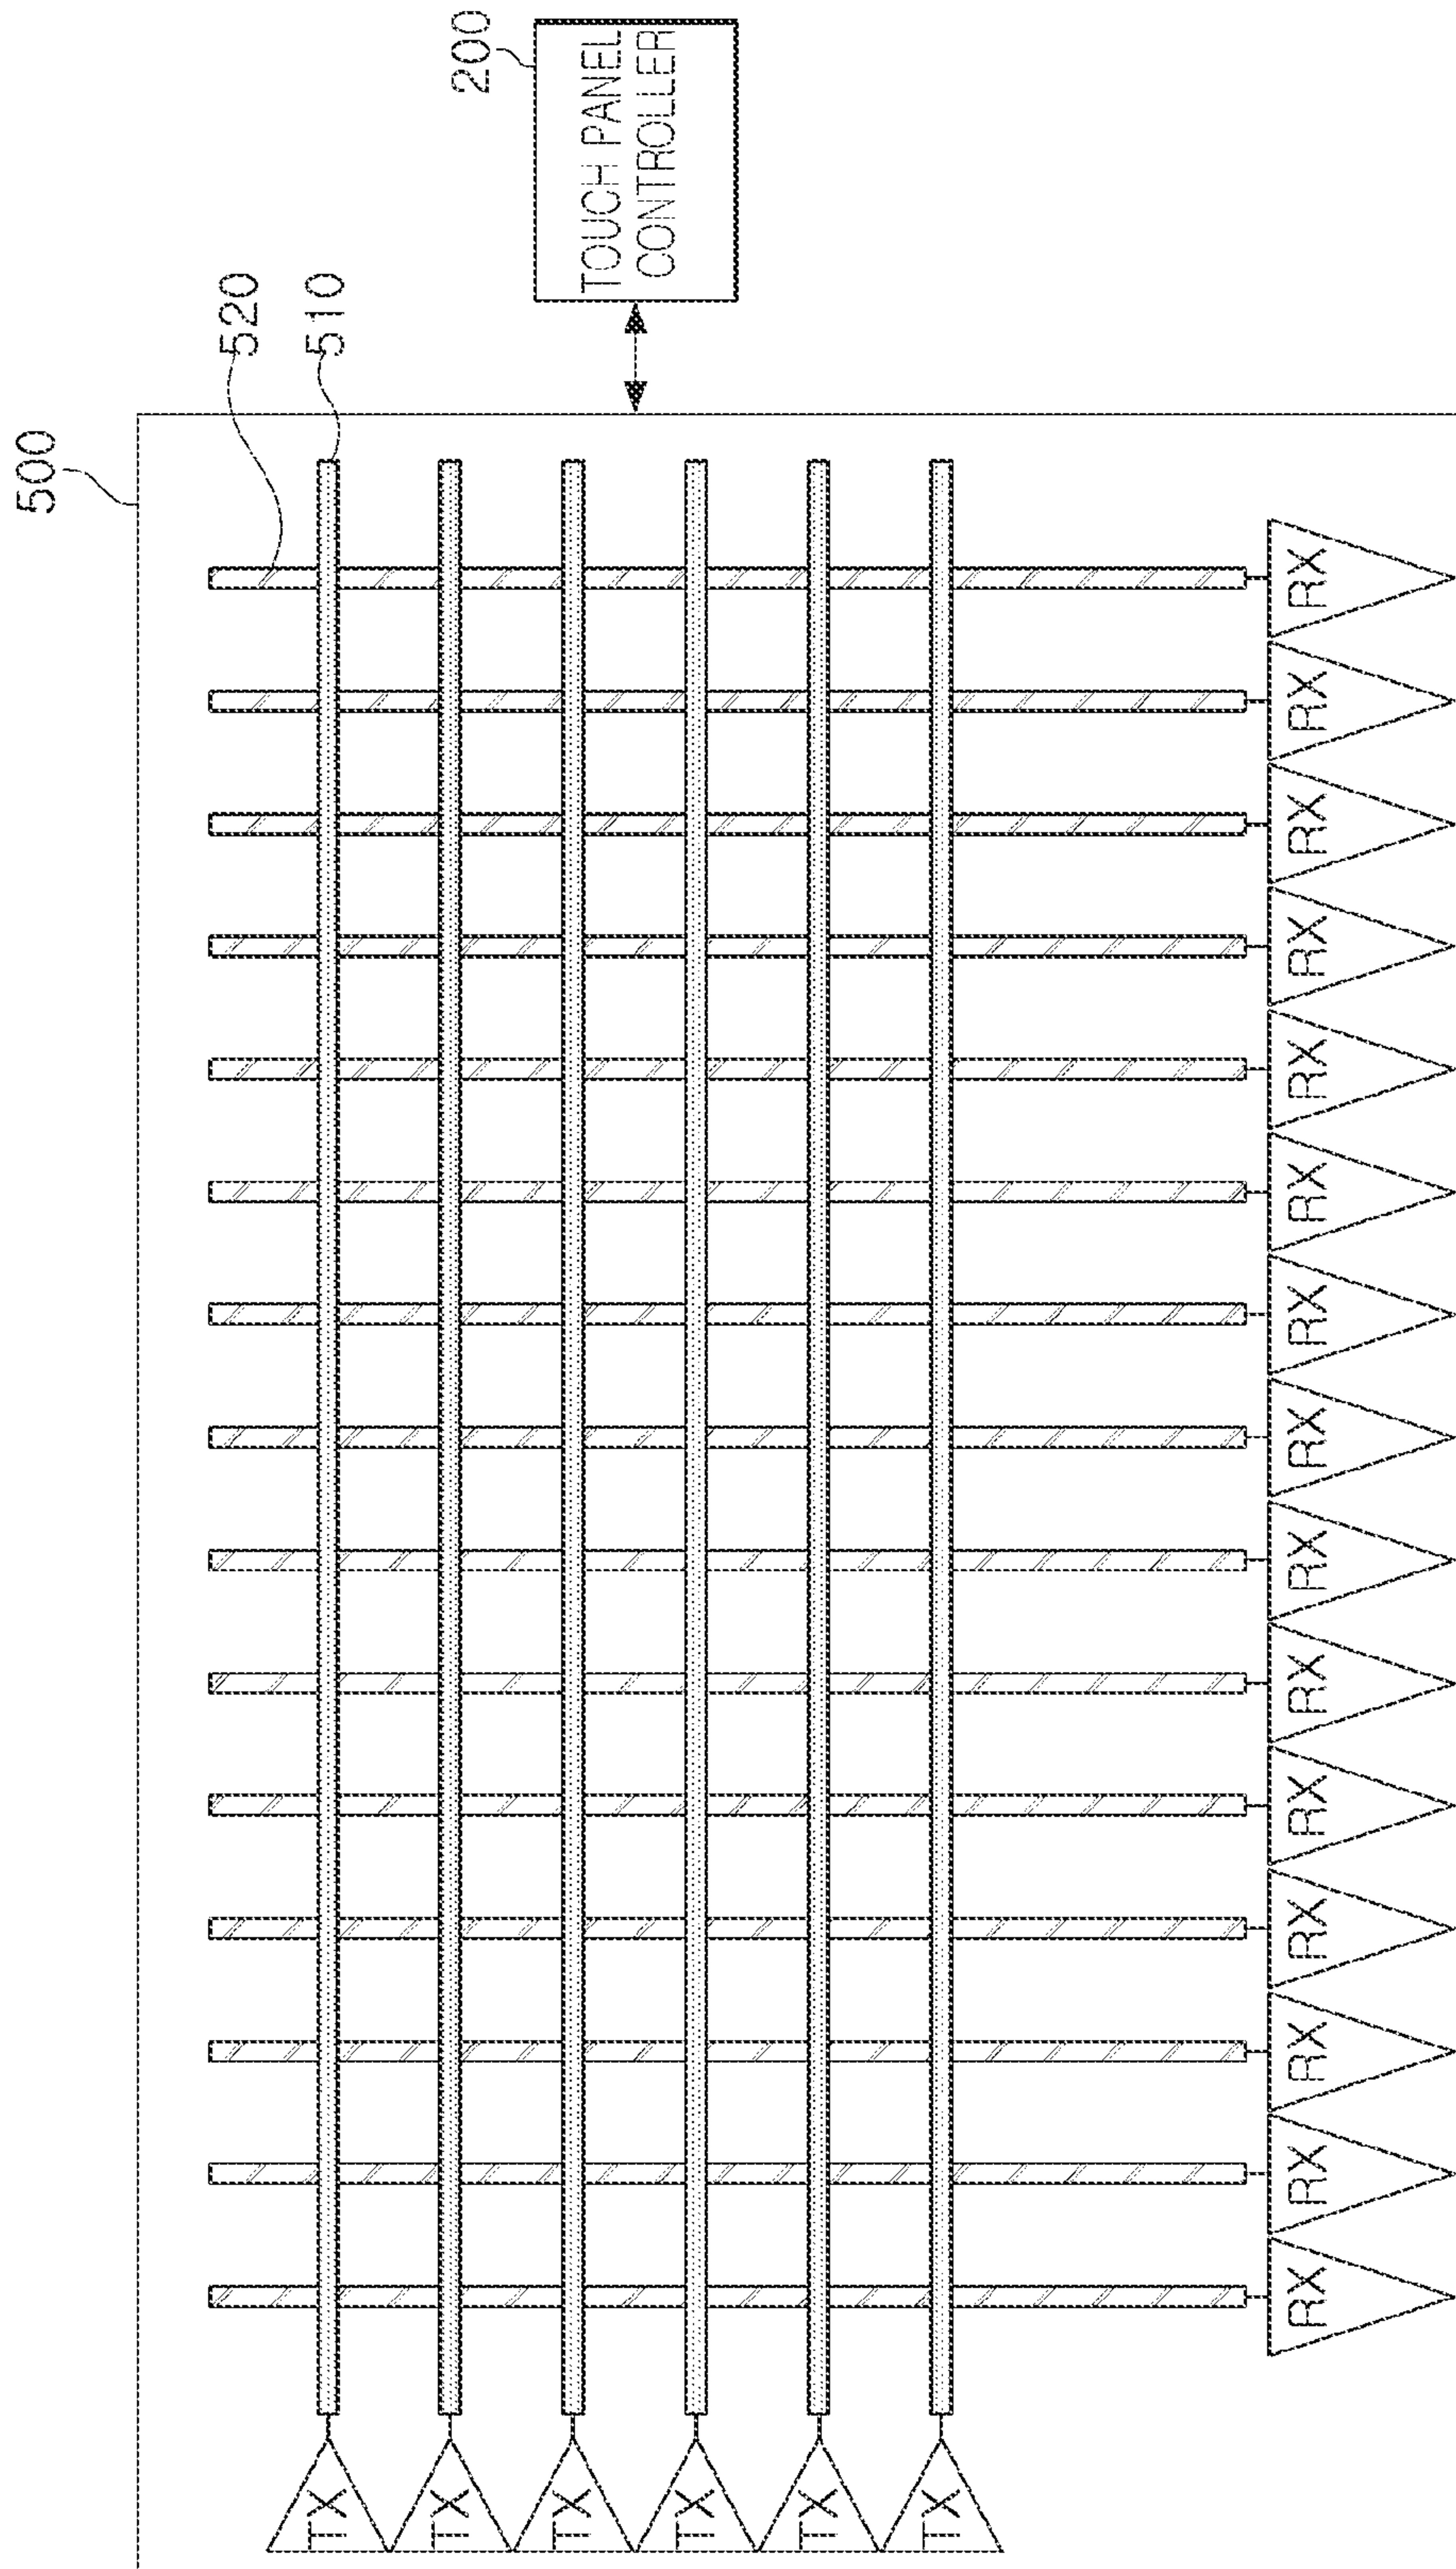 500
520
510
200
TOUCH PANEL
CONTROLLER
TX
TX
TX
TX
TX
TX
RX RX RX RX RX RX RX RX RX RX RX RX RX RX RX